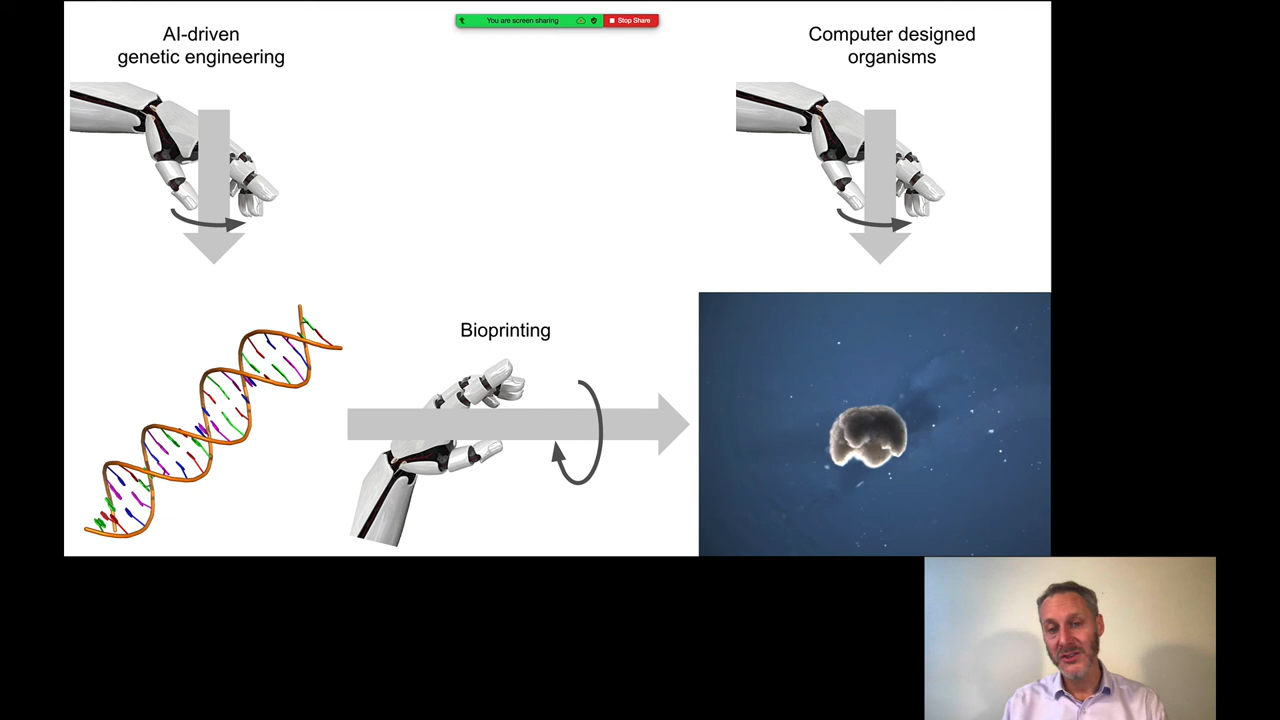 You are screen sharing
Stop Share
AI-driven
genetic engineering
Computer designed
organisms
Bioprinting